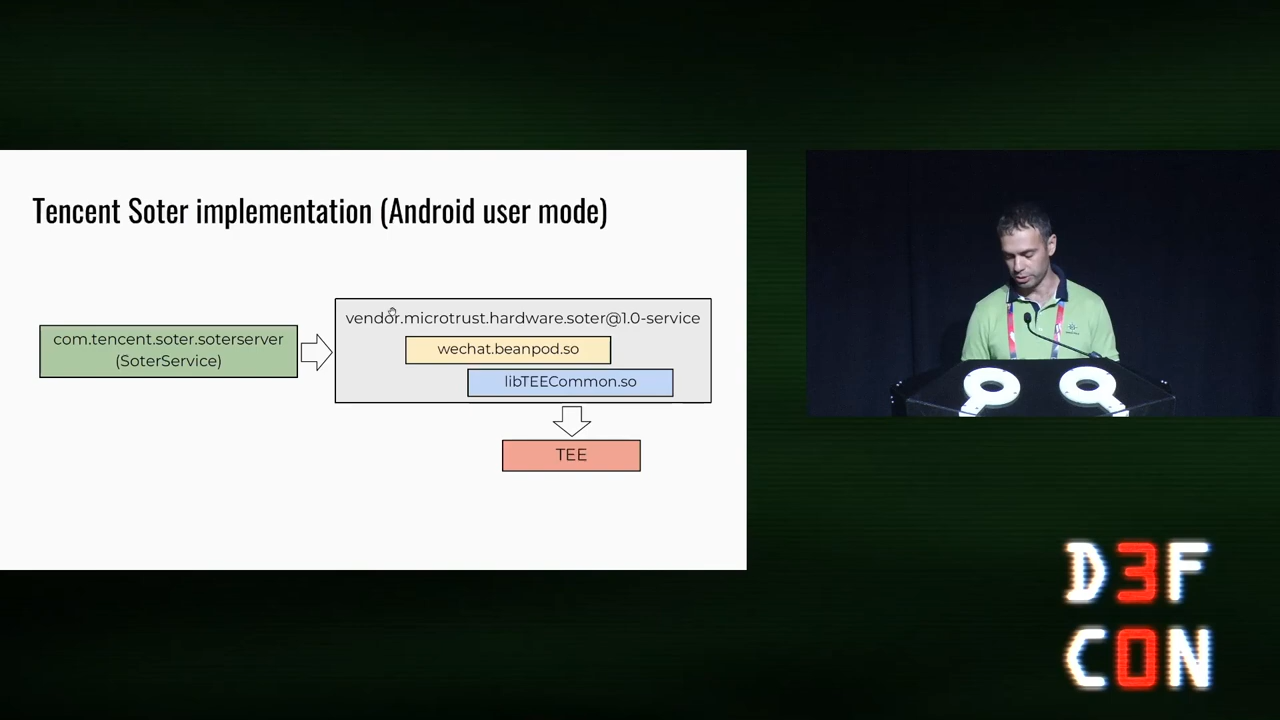 Tencent Soter implementation (Android user mode)
com.tencent.soter.soterserver
(SoterService)
vendor.microtrust.hardware.soter@1.0-service
wechat.beanpod.so
libTEECommon.so
TEE
D3F
C0N